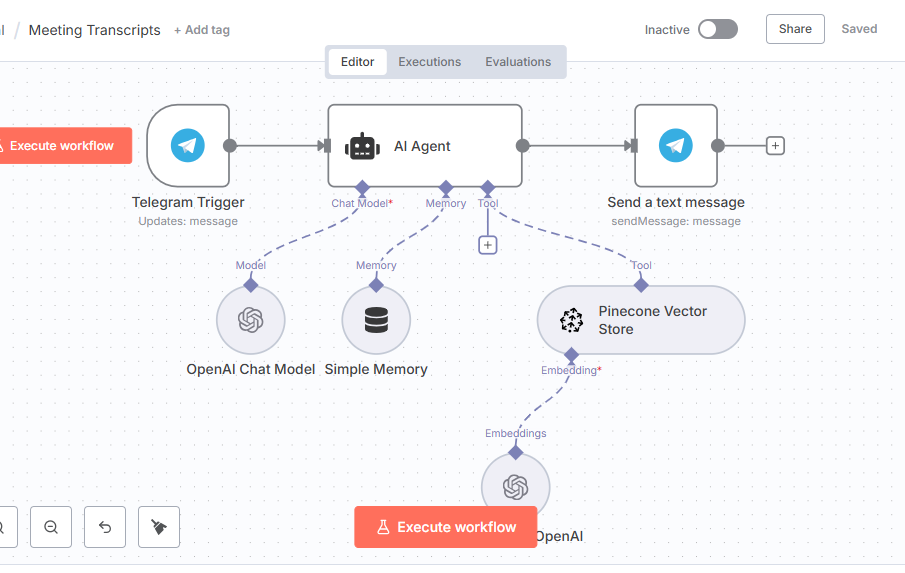 / Meeting Transcripts + Add tag
Inactive
Share
Saved
Editor
Executions
Evaluations
Execute workflow
AI Agent
Telegram Trigger
Updates: message
Chat Model*
Memory
Tool
Send a text message
sendMessage: message
+
+
Model
Memory
Tool
Pinecone Vector
Store
OpenAI Chat Model
Simple Memory
Embedding*
Embeddings
Execute workflow
OpenAI